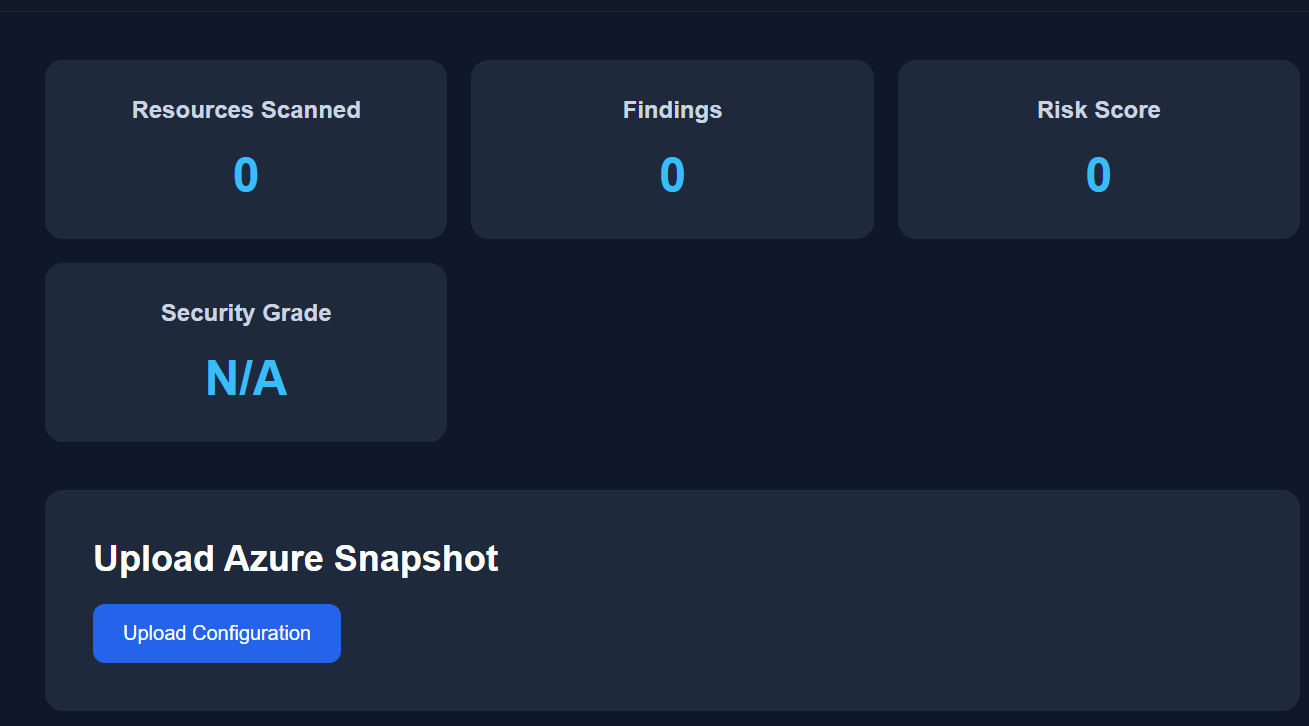 Resources Scanned
0
Findings
0
Risk Score
0
Security Grade
N/A
Upload Azure Snapshot
Upload Configuration